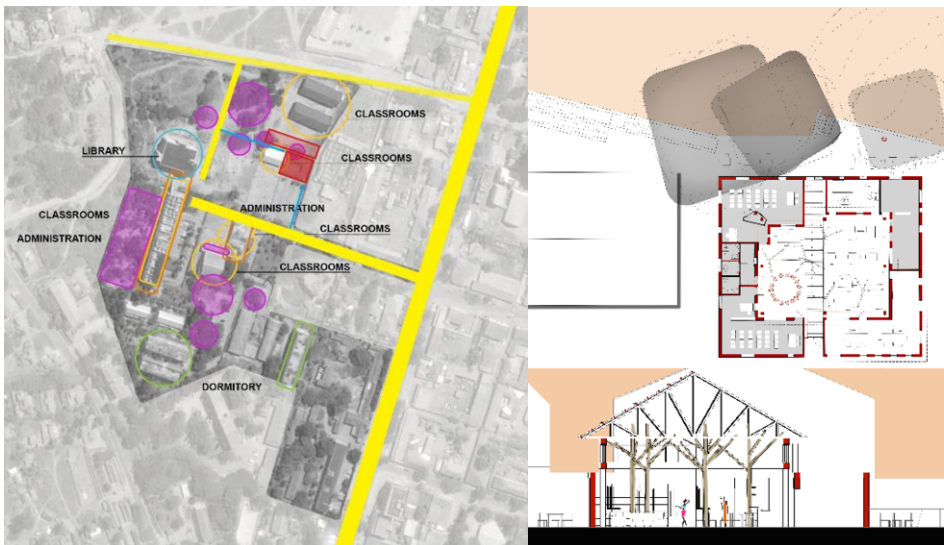 CLASSROOMS
LIBRARY
CLASSROOMS
CLASSROOMS
ADMINISTRATION
CLASSROOMS
ADMINISTRATION
CLASSROOMS
DORMITORY